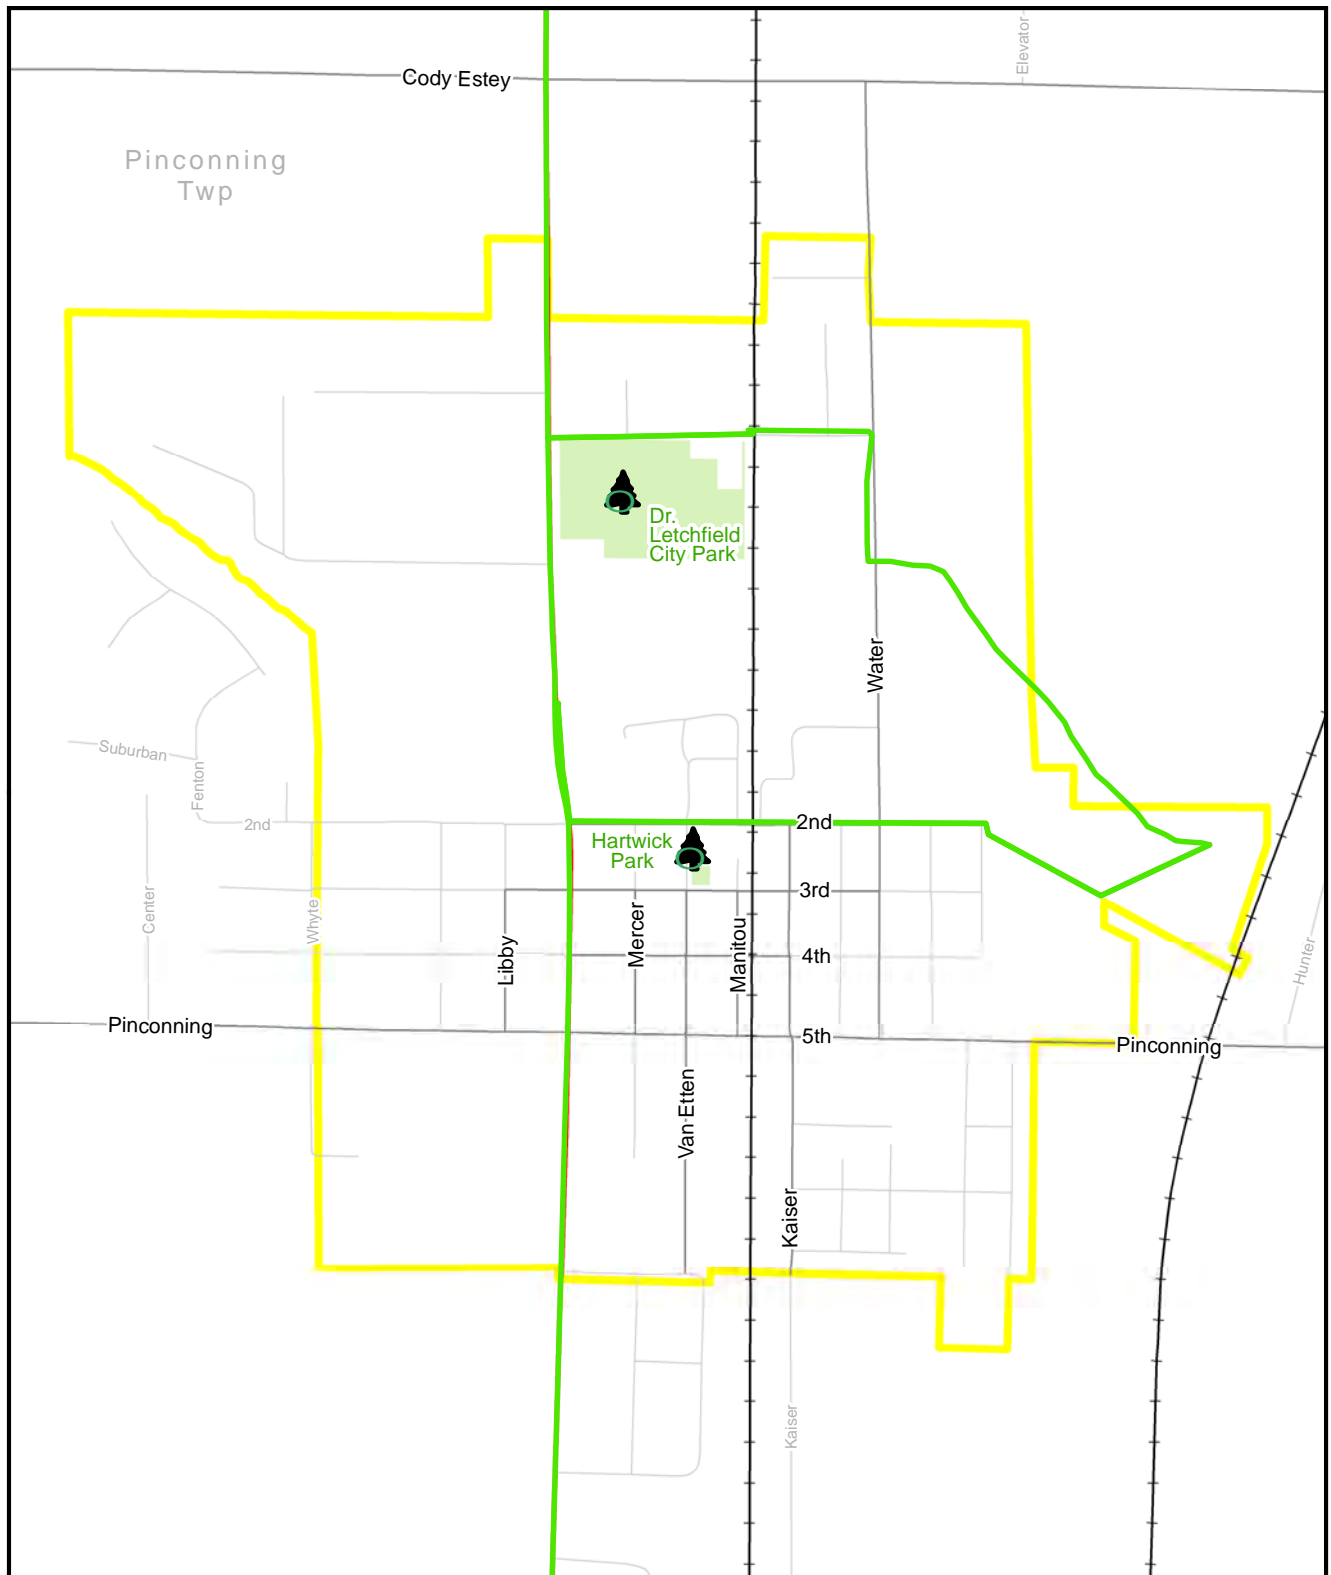 Elevator
Cody Estey
Pinconning
Twp
Dr.
Letchfield
City Park
Water
Suburban
Fenton
2nd
2nd
Hartwick
Park
Center
Whyte
3rd
Libby
Mercer
Manitou
4th
Hunter
Pinconning
5th
Pinconning
Van Etten
Kaiser
Kaiser